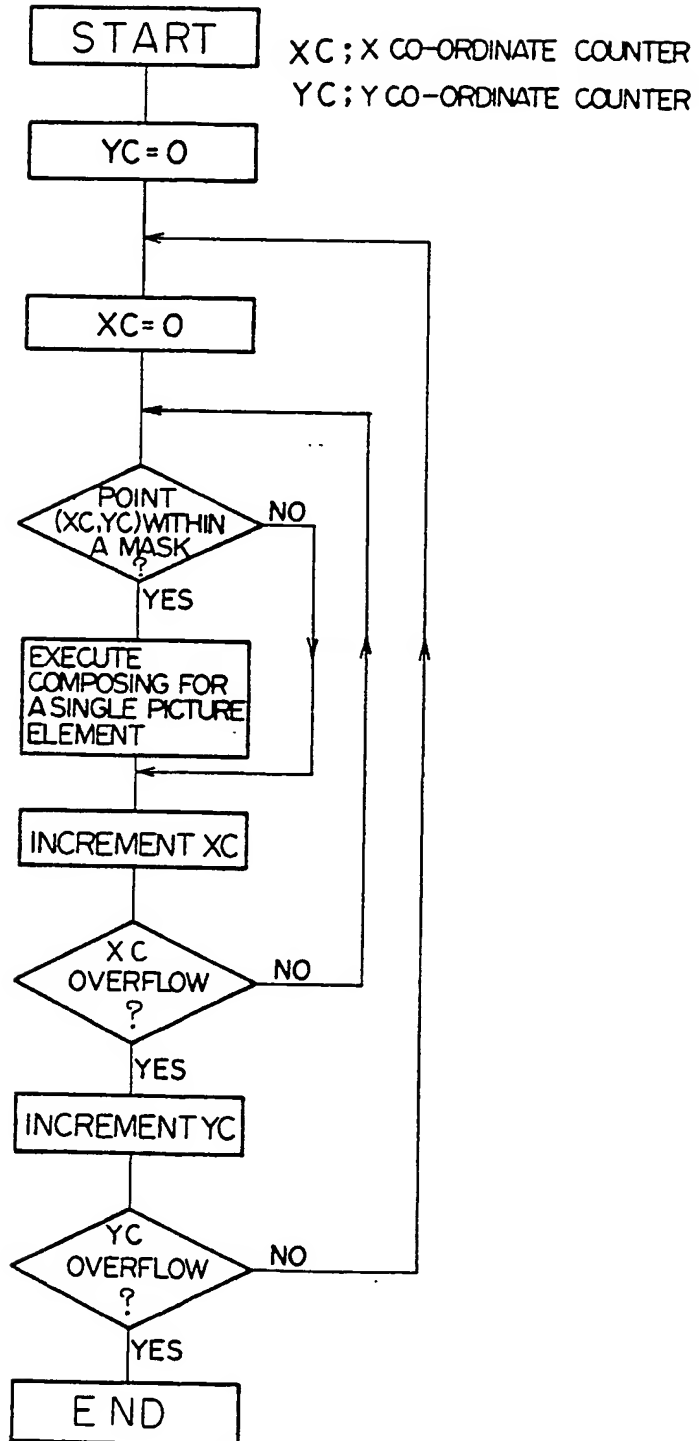 START
XC; X CO-ORDINATE COUNTER
YC; Y CO-ORDINATE COUNTER
YC=0
XC=0
POINT
(XC,YC) WITHIN
A MASK
?
NO
YES
EXECUTE
COMPOSING FOR
A SINGLE PICTURE
ELEMENT
INCREMENT XC
XC
OVERFLOW
?
NO
YES
INCREMENT YC
YC
OVERFLOW
?
NO
YES
END